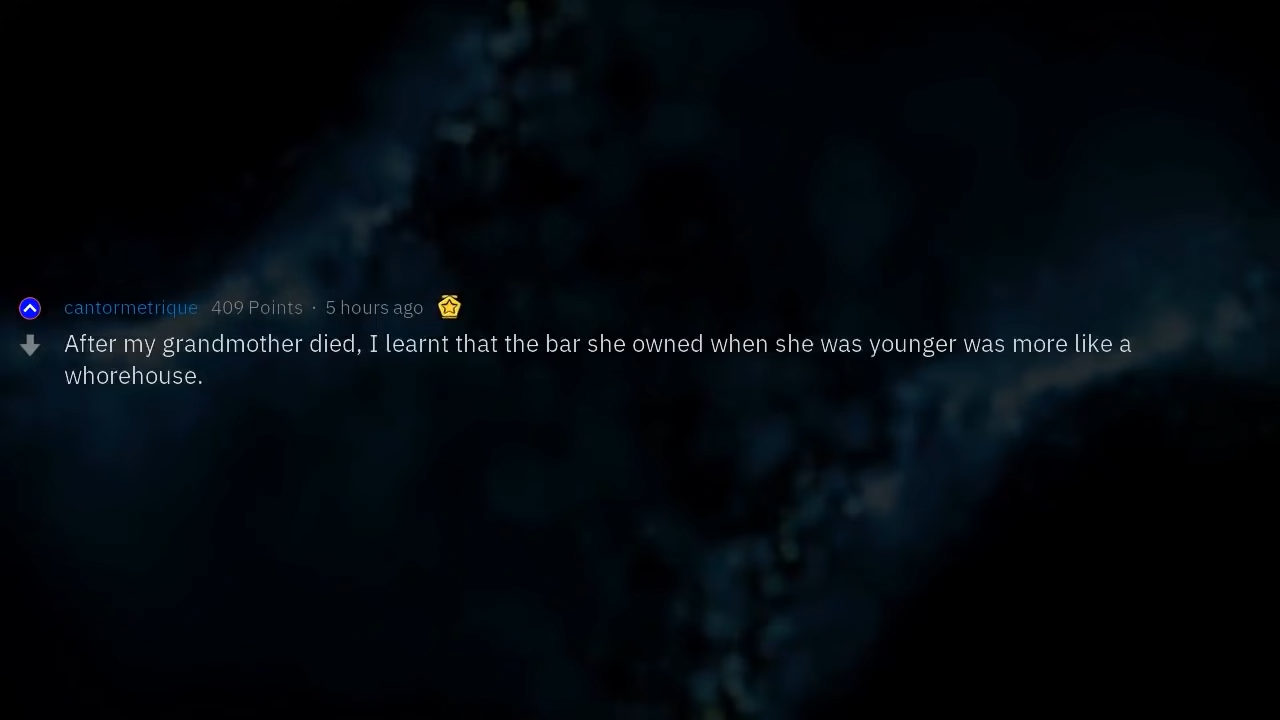 cantormetrique 409 Points · 5 hours ago
After my grandmother died, I learnt that the bar she owned when she was younger was more like a
whorehouse.